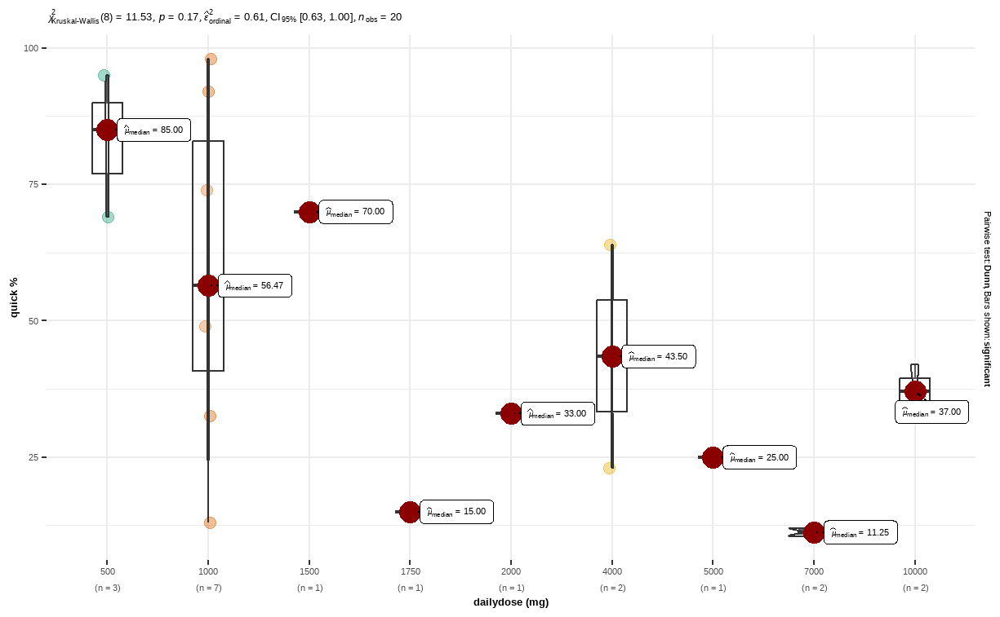 χ²Kruskal-Wallis(8) = 11.53, p = 0.17, ε̂²ordinal = 0.61, CI95% [0.63, 1.00], nobs = 20
100
75
50
25
quick %
μ̂median = 85.00
μ̂median = 56.47
μ̂median = 70.00
μ̂median = 15.00
μ̂median = 33.00
μ̂median = 43.50
μ̂median = 25.00
μ̂median = 11.25
μ̂median = 37.00
Pairwise test: Dunn, Bars shown: significant
500 1000 1500 1750 2000 4000 5000 7000 10000
(n = 3) (n = 7) (n = 1) (n = 1) (n = 1) (n = 2) (n = 1) (n = 2) (n = 2)
dailydose (mg)